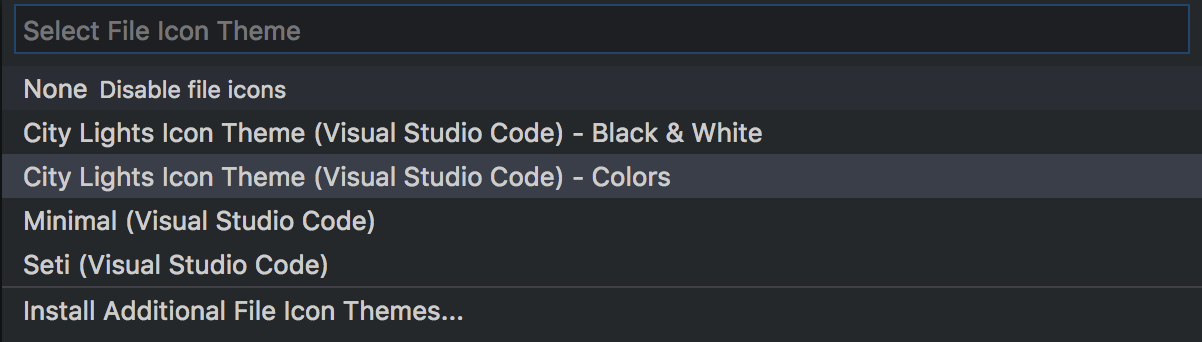 Select File Icon Theme
None Disable file icons
City Lights Icon Theme (Visual Studio Code) - Black & White
City Lights Icon Theme (Visual Studio Code) - Colors
Minimal (Visual Studio Code)
Seti (Visual Studio Code)
Install Additional File Icon Themes...